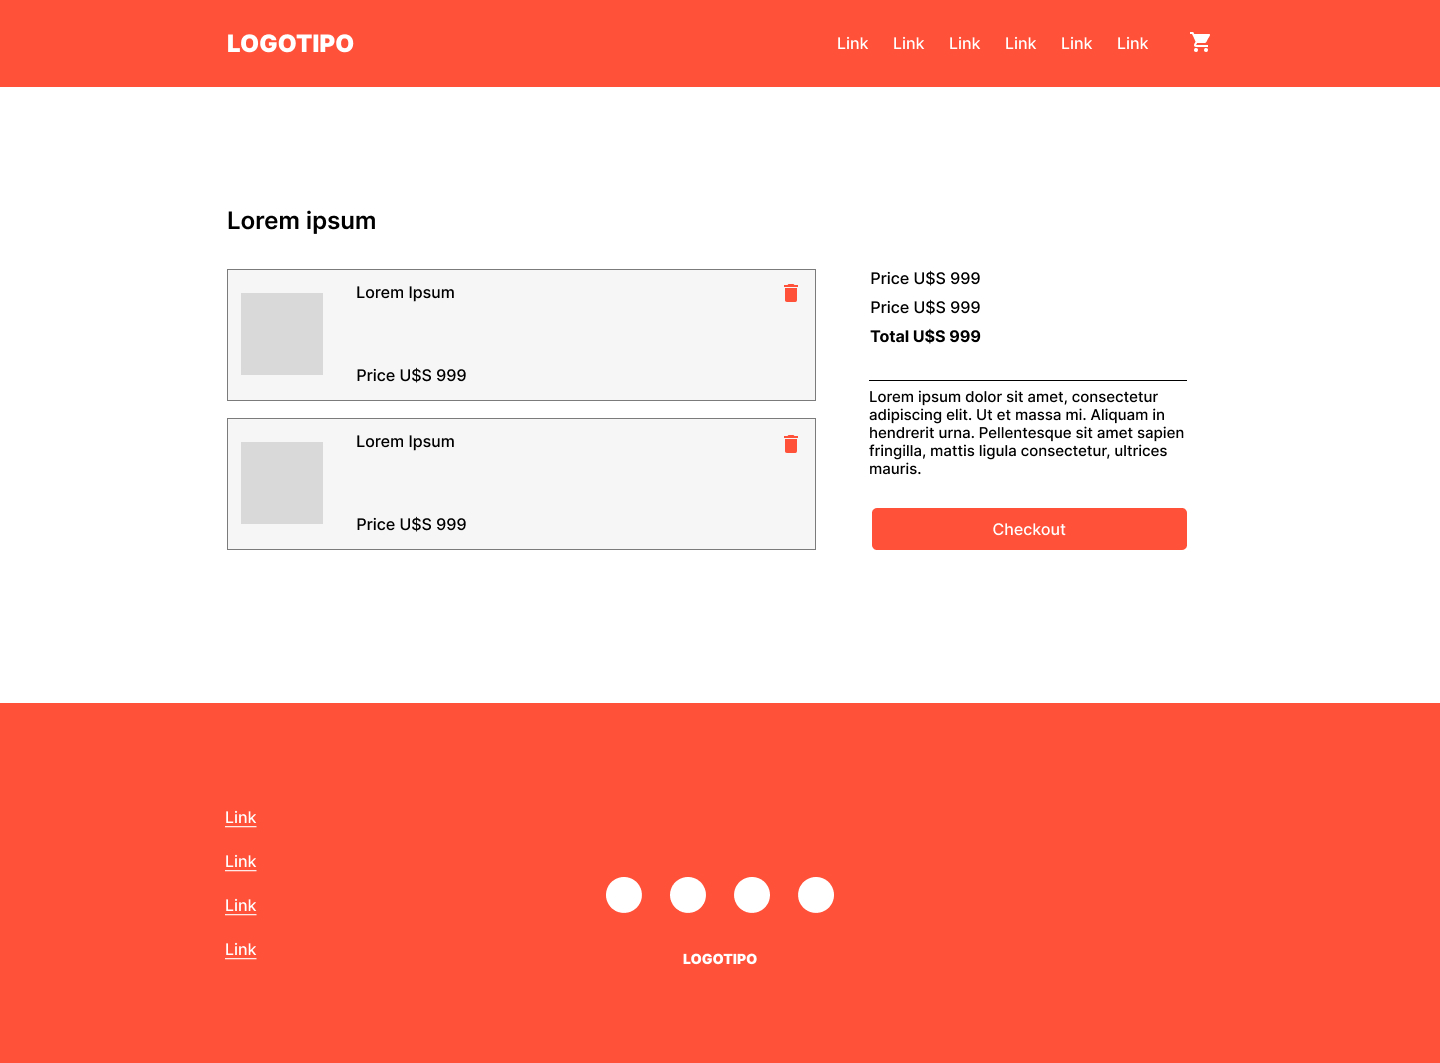 LOGOTIPO
Link Link Link Link Link Link
Lorem ipsum
Lorem Ipsum
Price U$S 999
Lorem Ipsum
Price U$S 999
Price U$S 999
Price U$S 999
Total U$S 999
Lorem ipsum dolor sit amet, consectetur
adipiscing elit. Ut et massa mi. Aliquam in
hendrerit urna. Pellentesque sit amet sapien
fringilla, mattis ligula consectetur, ultrices
mauris.
Checkout
Link
Link
Link
Link
LOGOTIPO